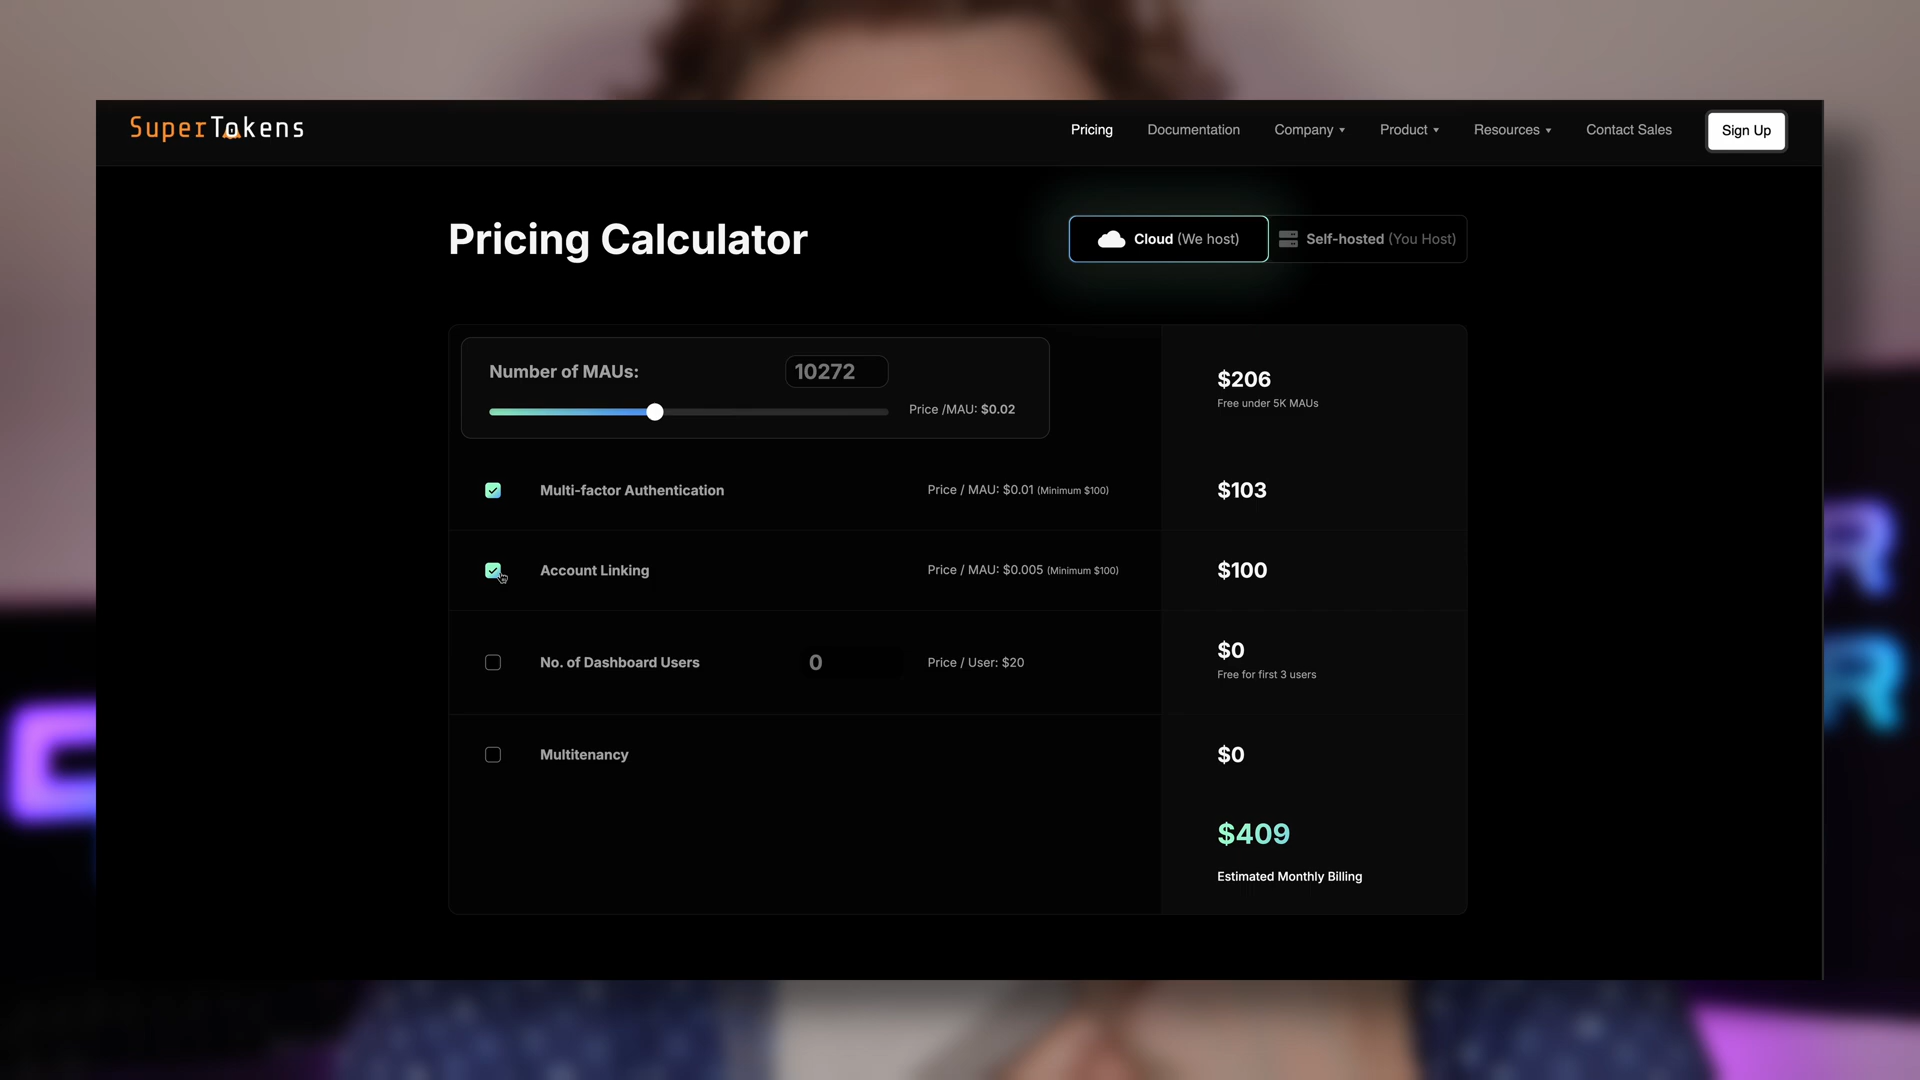 SuperTokens
Pricing
Documentation
Company
Product
Resources
Contact Sales
Sign Up
Pricing Calculator
Cloud (We host)
Self-hosted (You Host)
Number of MAUs:
10272
Price /MAU: $0.02
$206
Free under 5K MAUs
Multi-factor Authentication
Price / MAU: $0.01 (Minimum $100)
$103
Account Linking
Price / MAU: $0.005 (Minimum $100)
$100
No. of Dashboard Users
0
Price / User: $20
$0
Free for first 3 users
Multitenancy
$0
$409
Estimated Monthly Billing